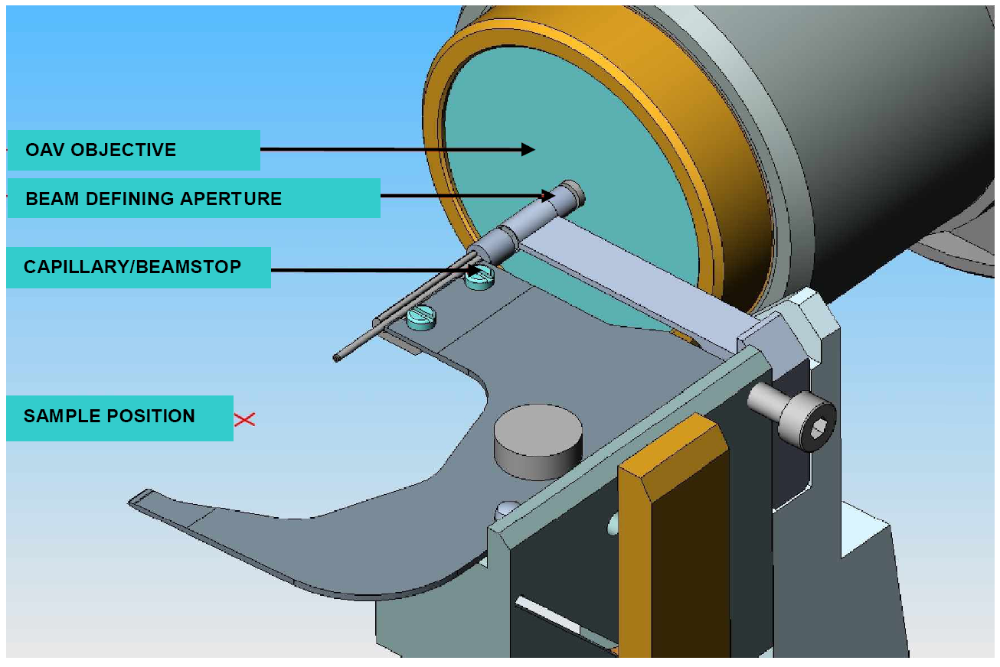 OAV OBJECTIVE
BEAM DEFINING APERTURE
CAPILLARY/BEAMSTOP
SAMPLE POSITION